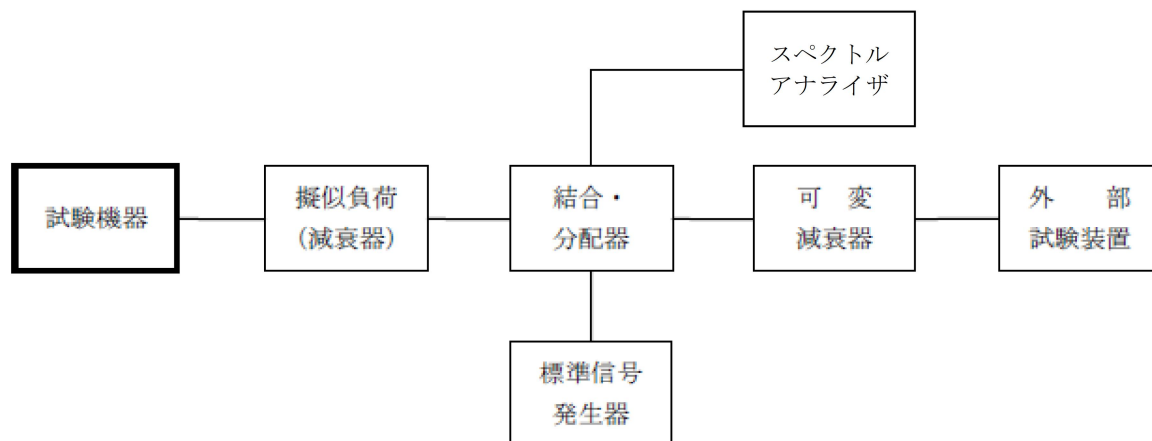 スペクトル
アナライザ
試験機器
擬似負荷
(減衰器)
結合・
分配器
可　変
減衰器
外　　部
試験装置
標準信号
発生器